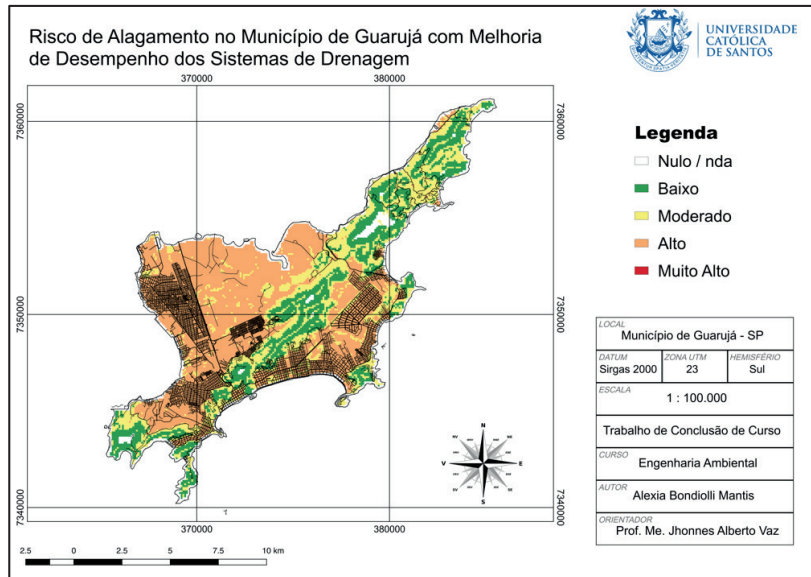 Risco de Alagamento no Município de Guarujá com Melhoria
de Desempenho dos Sistemas de Drenagem
UNIVERSIDADE
CATÓLICA
DE SANTOS
370000
380000
7360000
7360000
7350000
7350000
7340000
7340000
370000
380000
Legenda
Nulo / nda
Baixo
Moderado
Alto
Muito Alto
LOCAL
Município de Guarujá - SP
DATUM
Sirgas 2000
ZONA UTM
23
HEMISFÉRIO
Sul
ESCALA
1 : 100.000
Trabalho de Conclusão de Curso
CURSO
Engenharia Ambiental
AUTOR
Alexia Bondiolli Mantis
ORIENTADOR
Prof. Me. Jhonnes Alberto Vaz
N
V
E
S
2.5 0 2.5 5 7.5 10 km